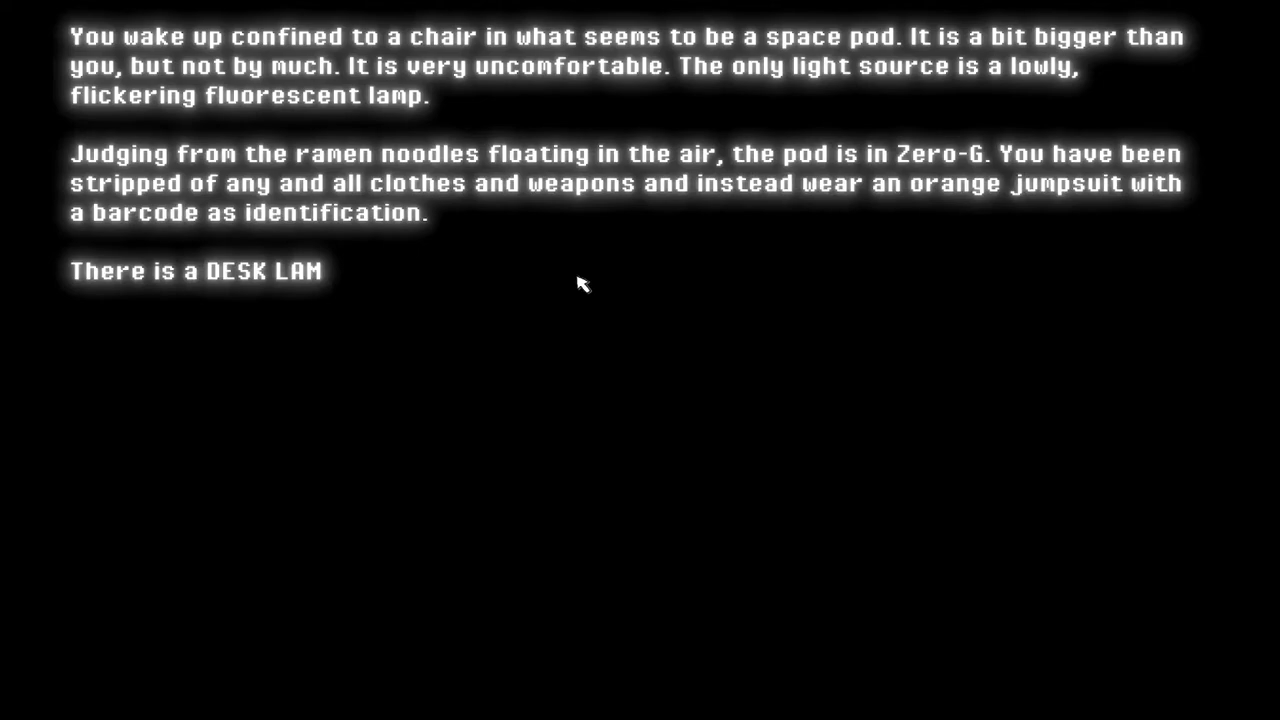 You wake up confined to a chair in what seems to be a space pod. It is a bit bigger than
you, but not by much. It is very uncomfortable. The only light source is a lowly,
flickering fluorescent lamp.
Judging from the ramen noodles floating in the air, the pod is in Zero-G. You have been
stripped of any and all clothes and weapons and instead wear an orange jumpsuit with
a barcode as identification.
There is a DESK LAM